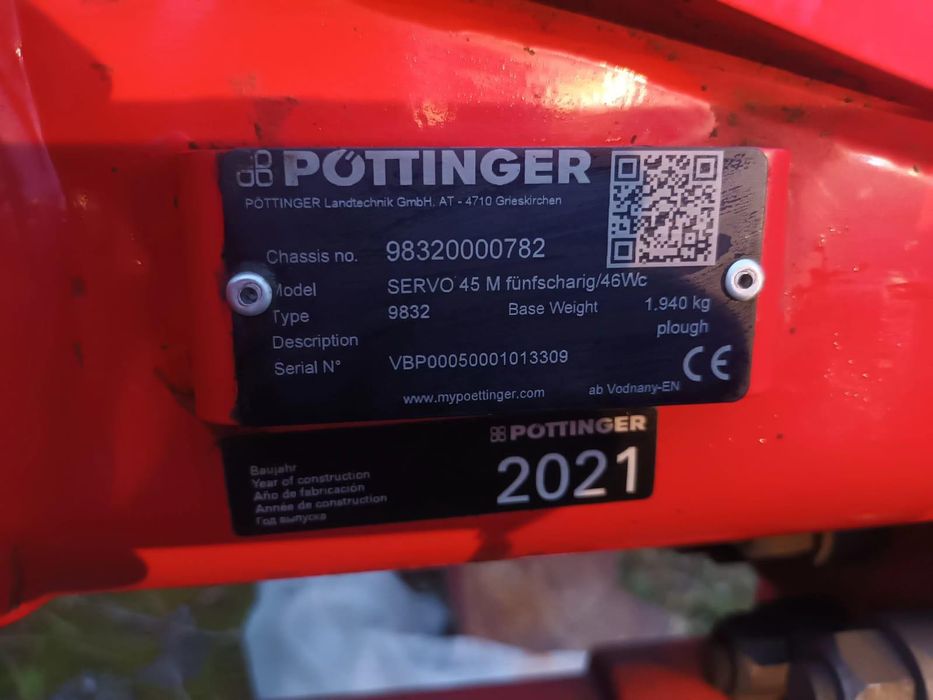 PÖTTINGER
PÖTTINGER Landtechnik GmbH. AT - 4710 Grieskirchen
Chassis no. 98320000782
Model SERVO 45 M fünfscharig/46Wc
Type 9832 Base Weight 1.940 kg
Description plough
Serial N° VBP00050001013309
CE
www.mypoettinger.com ab Vodnany-EN
PÖTTINGER
2021
Baujahr
Year of construction
Año de fabricación
Année de construction
Год выпуска